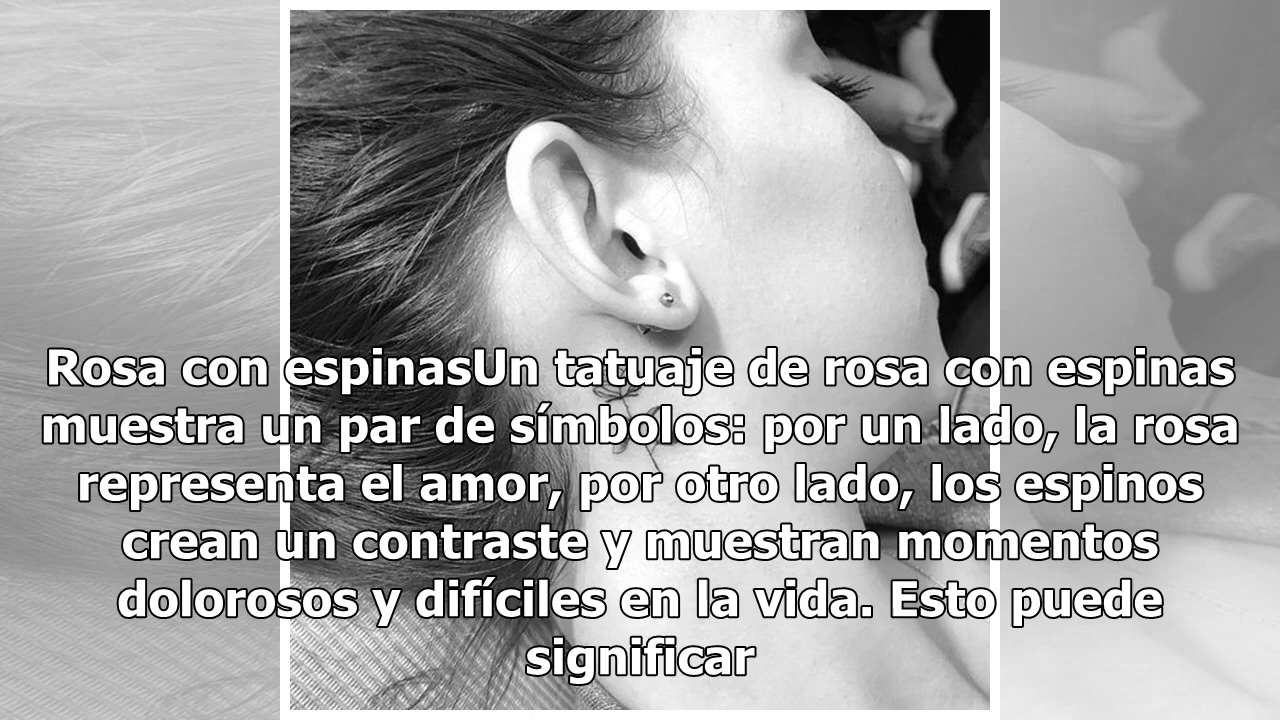 Rosa con espinasUn tatuaje de rosa con espinas
muestra un par de símbolos: por un lado, la rosa
representa el amor, por otro lado, los espinos
crean un contraste y muestran momentos
dolorosos y difíciles en la vida. Esto puede
significar